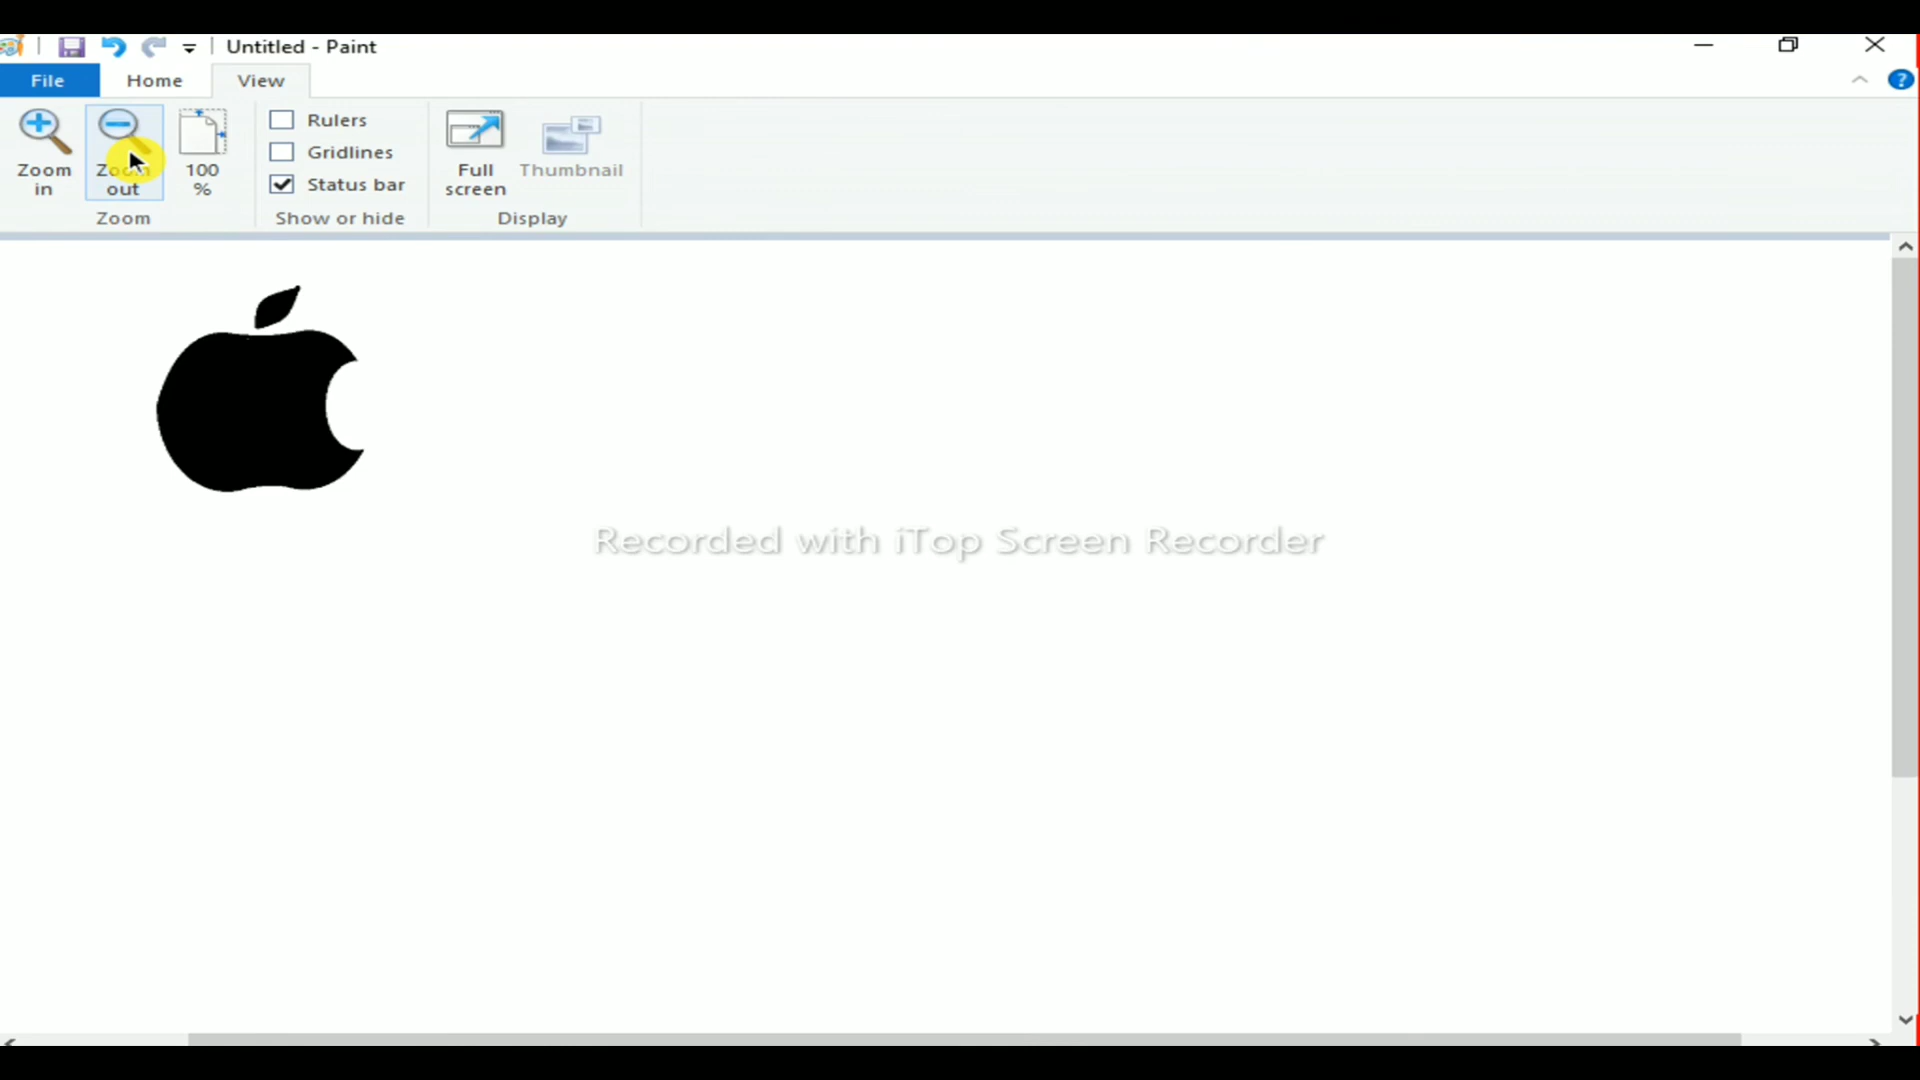 Untitled - Paint
File Home View
Zoom in
Zoom out
100 %
Zoom
Rulers
Gridlines
Status bar
Show or hide
Full screen
Thumbnail
Display
Recorded with iTop Screen Recorder